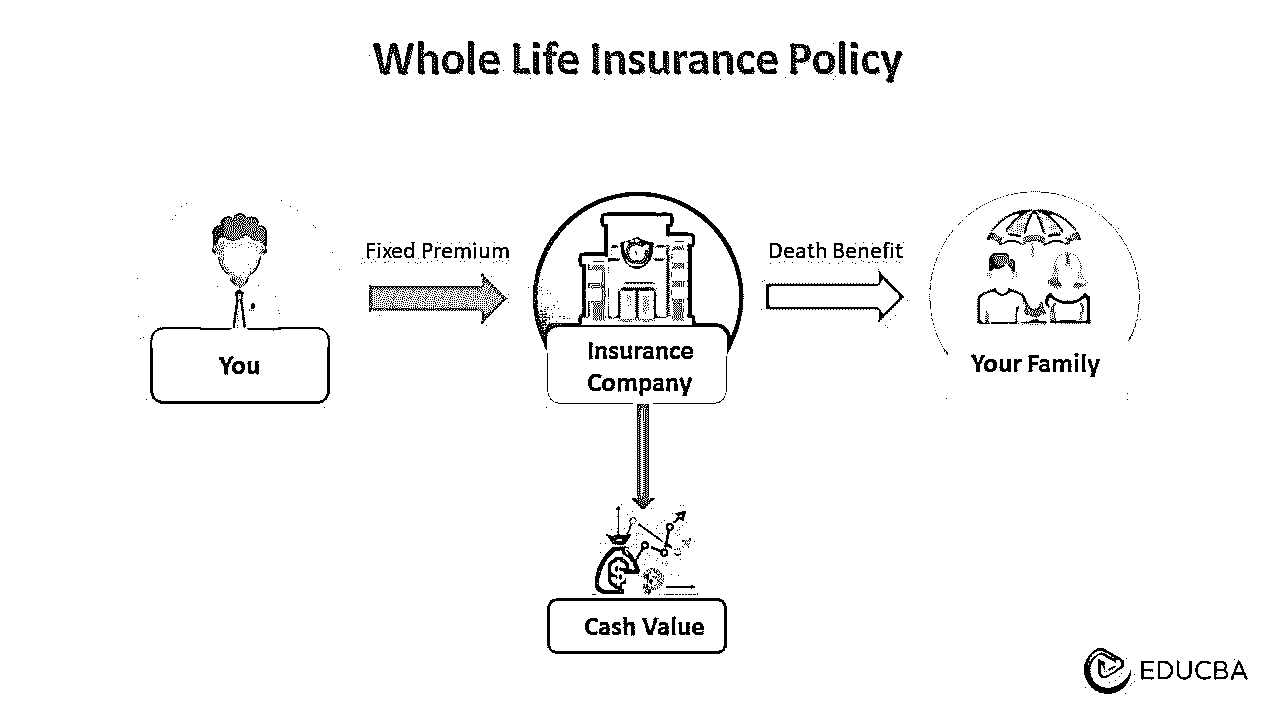 Whole Life Insurance Policy
Fixed Premium
Death Benefit
You
Insurance
Company
Your Family
$
$
Cash Value
EDUCBA